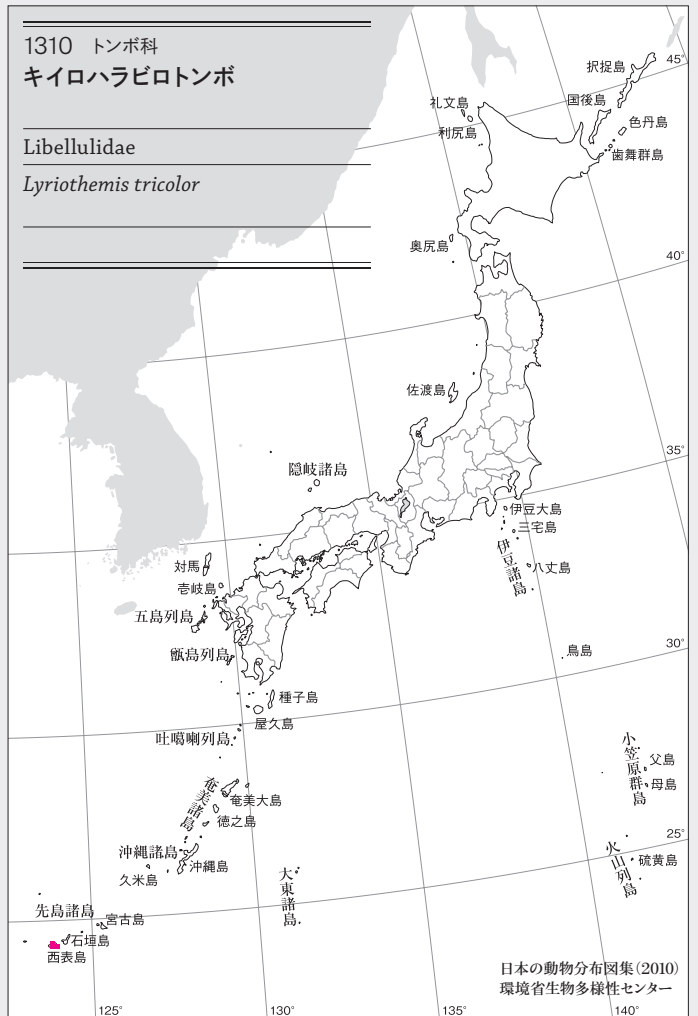 1310 トンボ科
キイロハラビロトンボ
Libellulidae
Lyriothemis tricolor
択捉島
45°
礼文島
国後島
色丹島
利尻島
歯舞群島
奥尻島
40°
佐渡島
35°
隠岐諸島
伊豆大島
三宅島
伊豆諸島
八丈島
対馬
壱岐島
五島列島
甑島列島
鳥島
30°
種子島
屋久島
吐噶喇列島
小笠原群島
父島
母島
奄美諸島
奄美大島
徳之島
25°
沖縄諸島
沖縄島
久米島
大東諸島
火山列島
硫黄島
先島諸島
宮古島
石垣島
西表島
日本の動物分布図集(2010)
環境省生物多様性センター
125°
130°
135°
140°